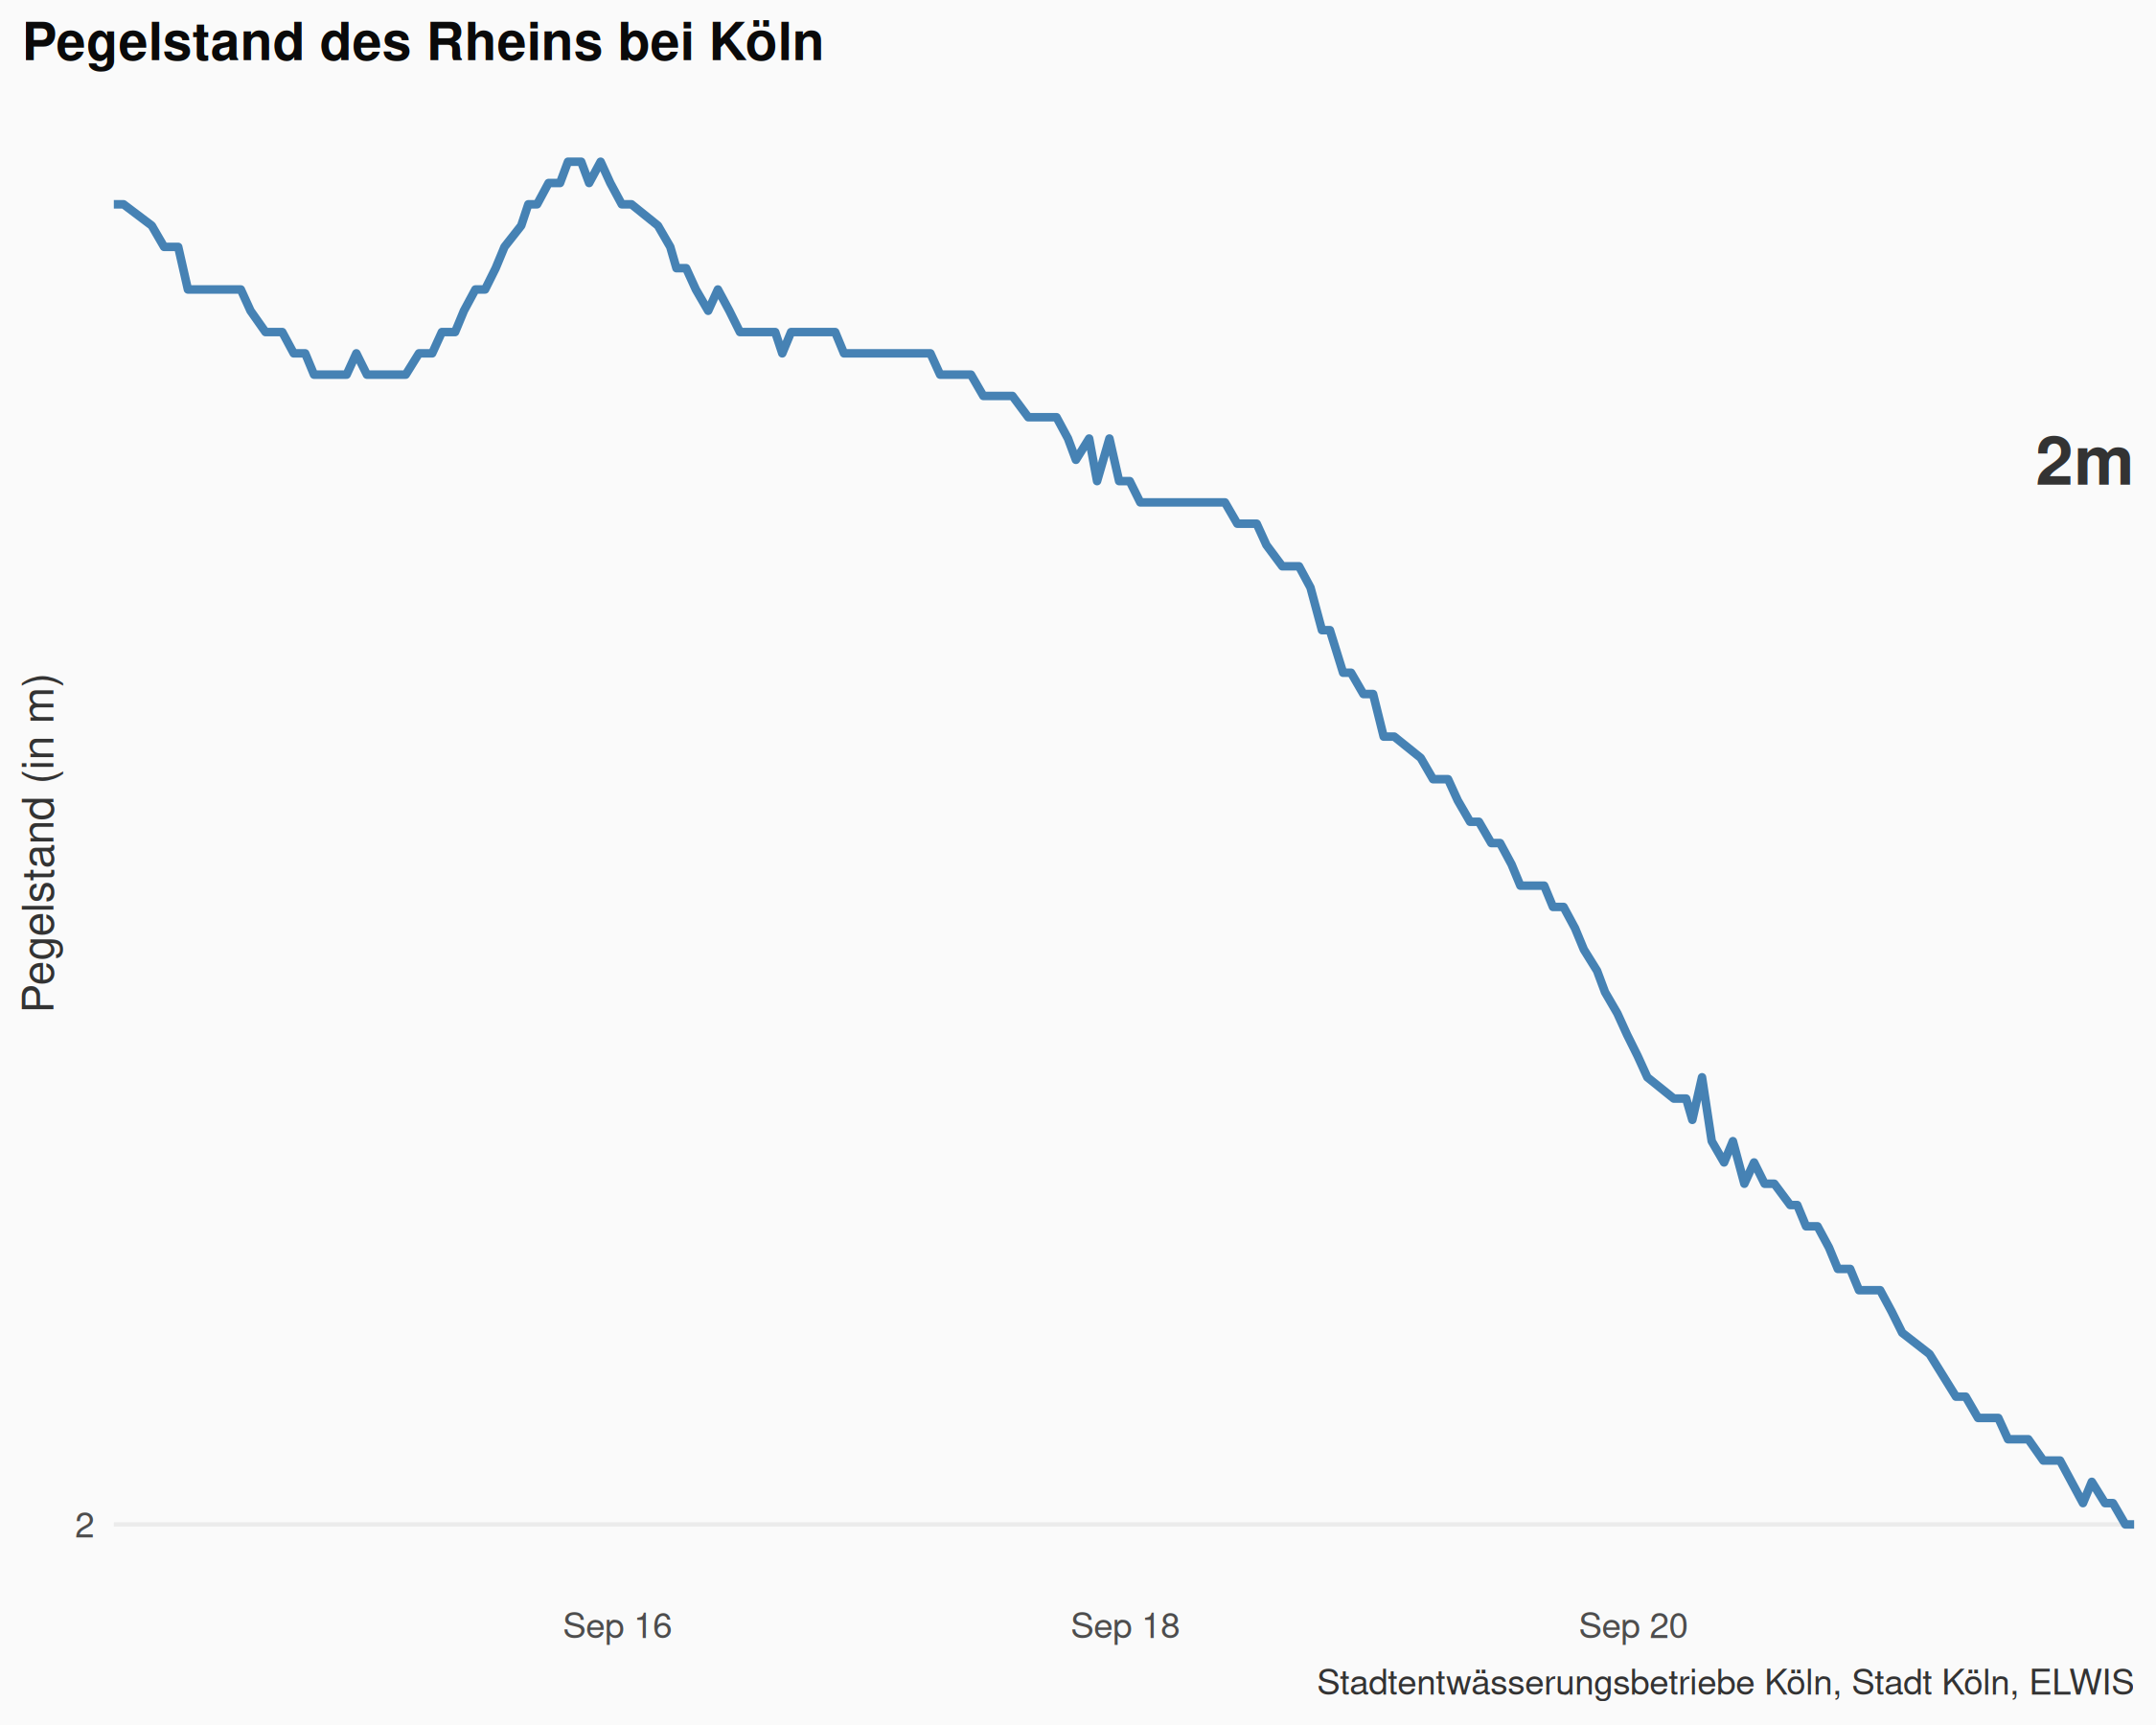 Pegelstand des Rheins bei Köln
2m
Pegelstand (in m)
2
Sep 16
Sep 18
Sep 20
Stadtentwässerungsbetriebe Köln, Stadt Köln, ELWIS